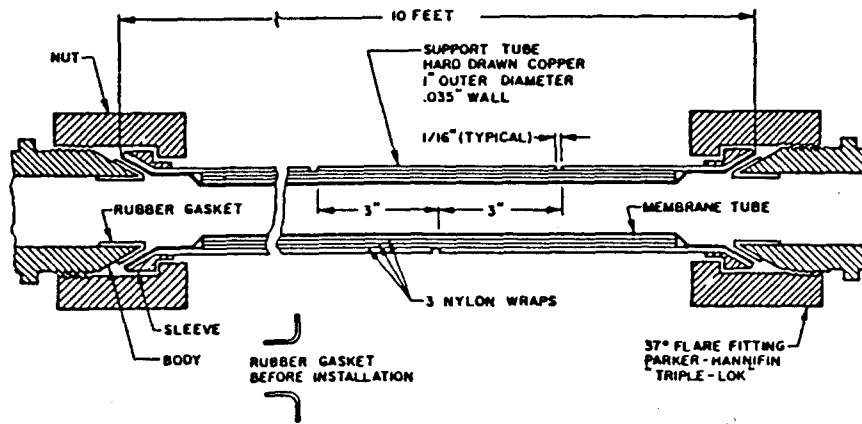 10 FEET
NUT
SUPPORT TUBE
HARD DRAWN COPPER
1" OUTER DIAMETER
.035" WALL
1/16" (TYPICAL)
3"
3"
RUBBER GASKET
MEMBRANE TUBE
3 NYLON WRAPS
SLEEVE
BODY
RUBBER GASKET
BEFORE INSTALLATION
37° FLARE FITTING
PARKER-HANNIFIN
"TRIPLE-LOK"